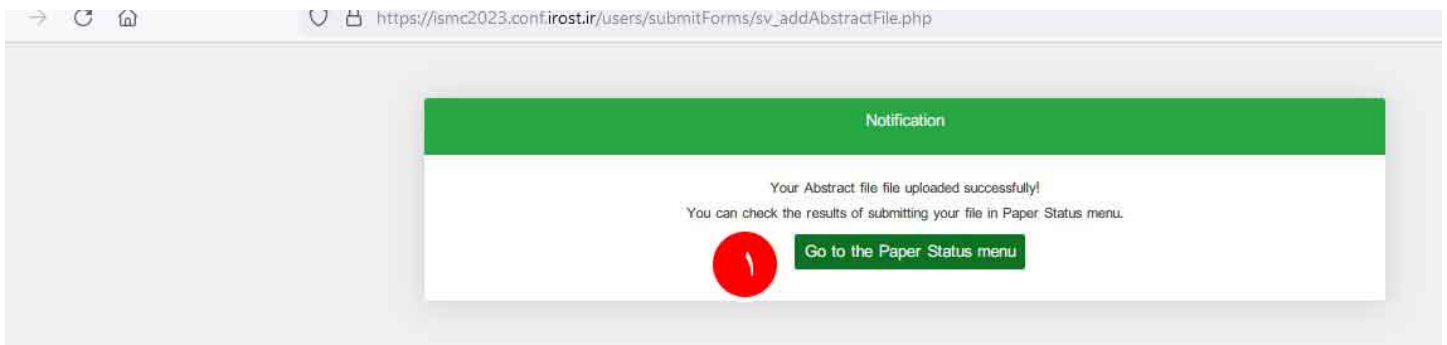 https://ismc2023.conf.irost.ir/users/submitForms/sv_addAbstractFile.php
Notification
Your Abstract file file uploaded successfully!
You can check the results of submitting your file in Paper Status menu.
۱ Go to the Paper Status menu